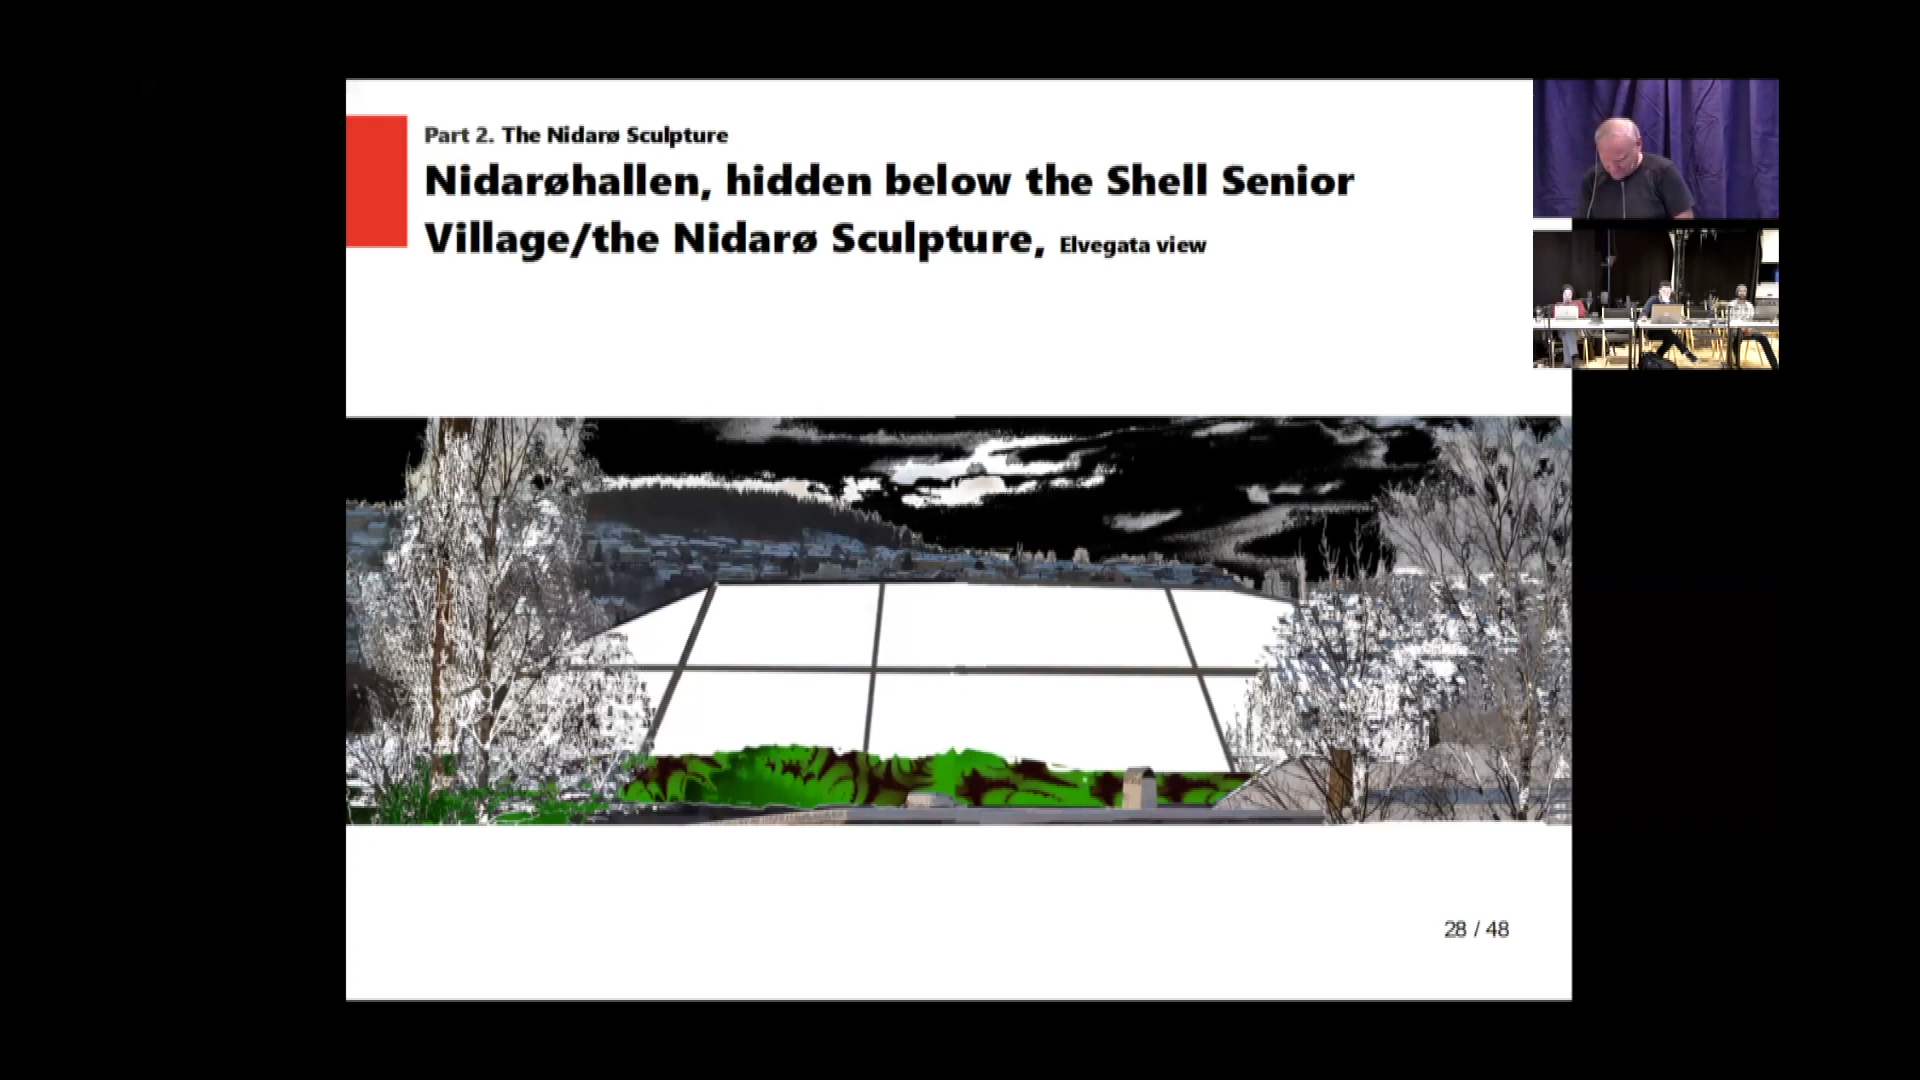 Part 2. The Nidarø Sculpture
Nidarøhallen, hidden below the Shell Senior
Village/the Nidarø Sculpture, Elvegata view
28 / 48